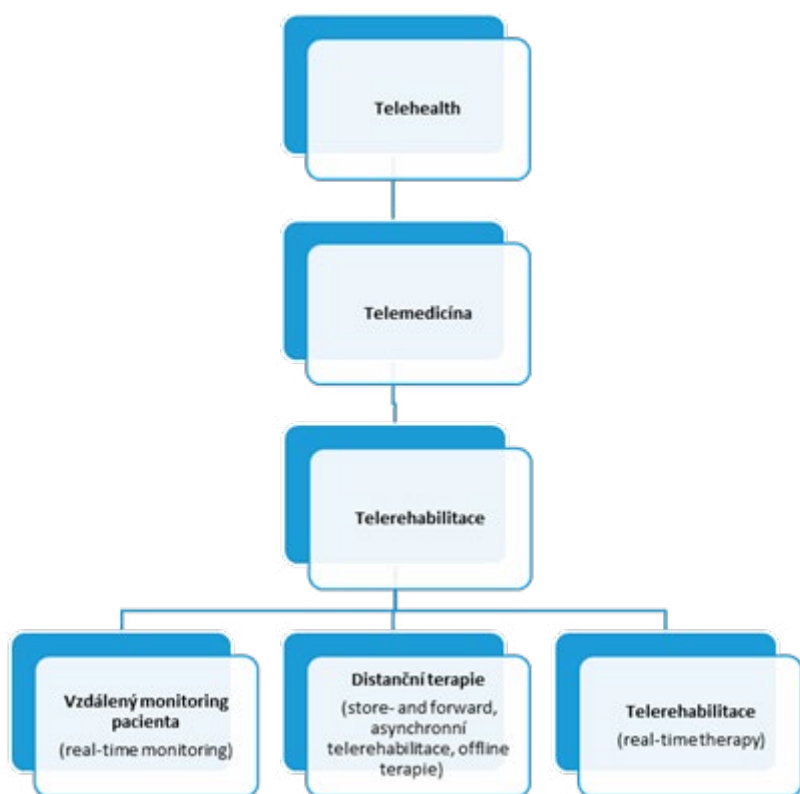 Telehealth
Telemedicína
Telerehabilitace
Vzdálený monitoring
pacienta
(real-time monitoring)
Distanční terapie
(store- and forward,
asynchronní
telerehabilitace, offline
terapie)
Telerehabilitace
(real-time therapy)